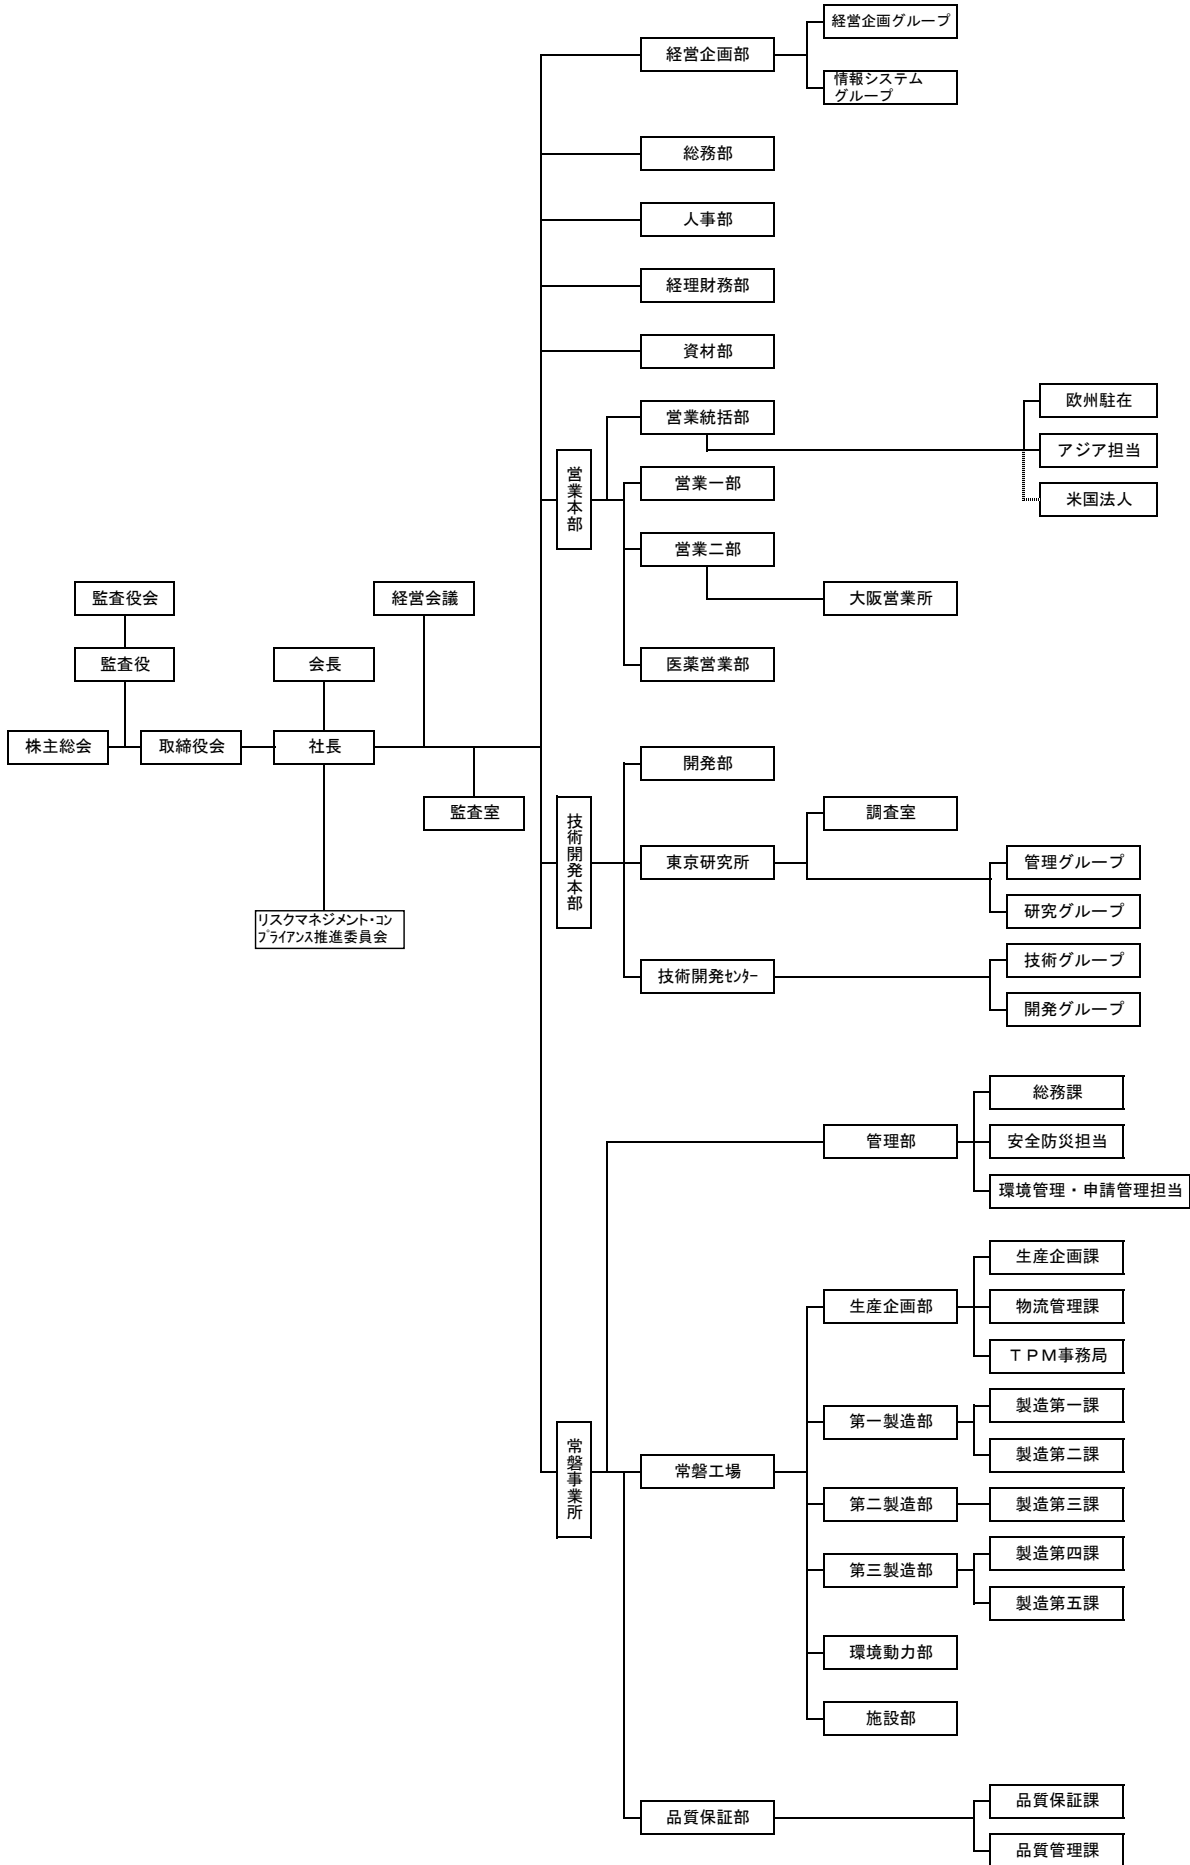 経営企画グループ
経営企画部
情報システム
グループ
総務部
人事部
経理財務部
資材部
営業本部
営業統括部
欧州駐在
アジア担当
米国法人
営業一部
営業二部
大阪営業所
医薬営業部
監査役会
経営会議
監査役
会長
株主総会
取締役会
社長
監査室
リスクマネジメント・コン
プライアンス推進委員会
技術開発本部
開発部
調査室
東京研究所
管理グループ
研究グループ
技術開発センター
技術グループ
開発グループ
常磐事業所
管理部
総務課
安全防災担当
環境管理・申請管理担当
常磐工場
生産企画部
生産企画課
物流管理課
ＴＰＭ事務局
第一製造部
製造第一課
製造第二課
第二製造部
製造第三課
第三製造部
製造第四課
製造第五課
環境動力部
施設部
品質保証部
品質保証課
品質管理課